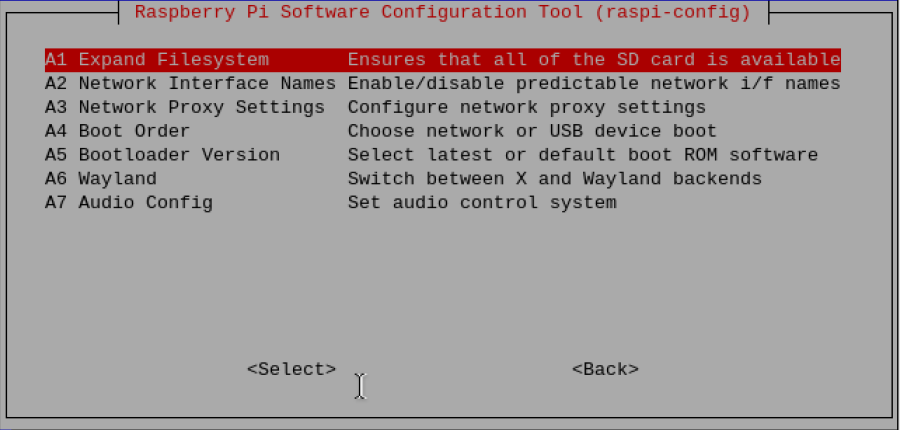 Raspberry Pi Software Configuration Tool (raspi-config)
A1 Expand Filesystem Ensures that all of the SD card is available
A2 Network Interface Names Enable/disable predictable network i/f names
A3 Network Proxy Settings Configure network proxy settings
A4 Boot Order Choose network or USB device boot
A5 Bootloader Version Select latest or default boot ROM software
A6 Wayland Switch between X and Wayland backends
A7 Audio Config Set audio control system
<Select> <Back>